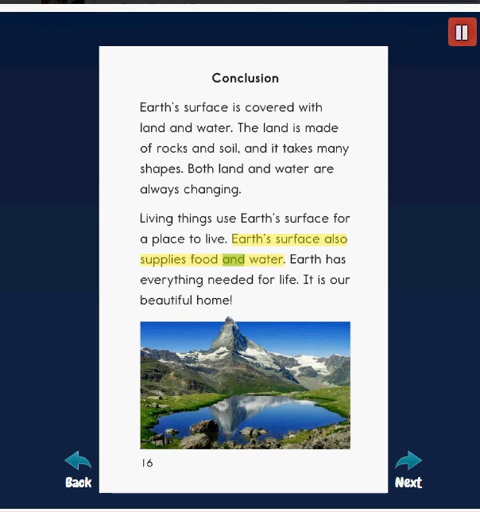 Conclusion
Earth's surface is covered with
land and water. The land is made
of rocks and soil, and it takes many
shapes. Both land and water are
always changing.
Living things use Earth's surface for
a place to live. Earth's surface also
supplies food and water. Earth has
everything needed for life. It is our
beautiful home!
16
Back
Next